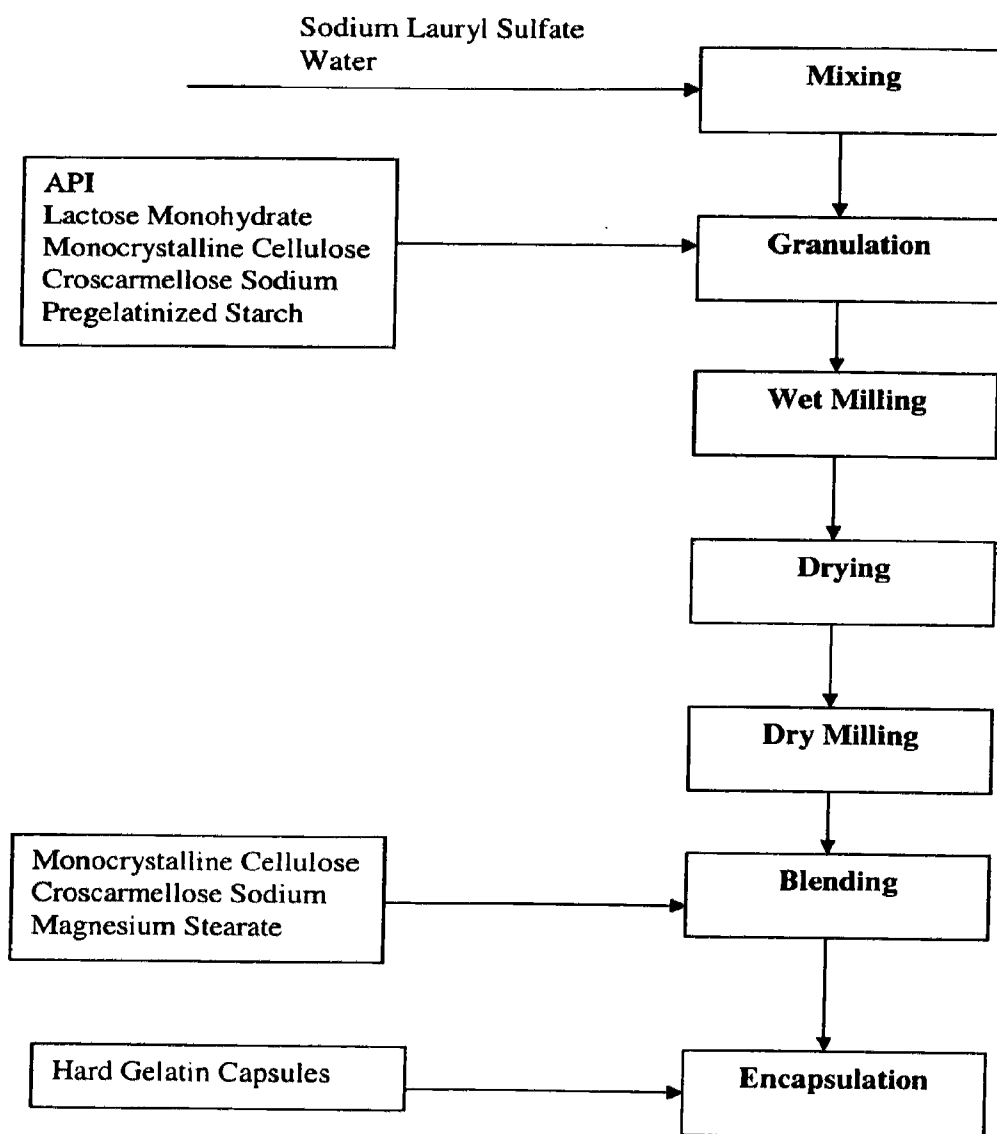 Sodium Lauryl Sulfate
Water
Mixing
API
Lactose Monohydrate
Monocrystalline Cellulose
Croscarmellose Sodium
Pregelatinized Starch
Granulation
Wet Milling
Drying
Dry Milling
Monocrystalline Cellulose
Croscarmellose Sodium
Magnesium Stearate
Blending
Hard Gelatin Capsules
Encapsulation